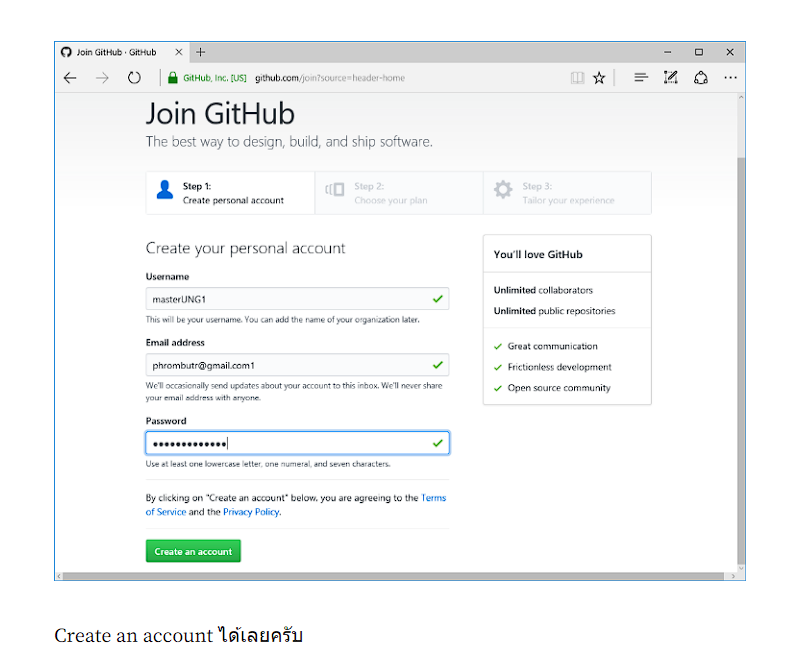 Join GitHub · GitHub
GitHub, Inc. [US] github.com/join?source=header-home
Join GitHub
The best way to design, build, and ship software.
Step 1:
Create personal account
Step 2:
Choose your plan
Step 3:
Tailor your experience
Create your personal account
Username
masterUNG1
This will be your username. You can add the name of your organization later.
Email address
phrombutr@gmail.com1
We'll occasionally send updates about your account to this inbox. We'll never share
your email address with anyone.
Password
Use at least one lowercase letter, one numeral, and seven characters.
By clicking on "Create an account" below, you are agreeing to the Terms
of Service and the Privacy Policy.
Create an account
You'll love GitHub
Unlimited collaborators
Unlimited public repositories
Great communication
Frictionless development
Open source community
Create an account ได้เลยครับ